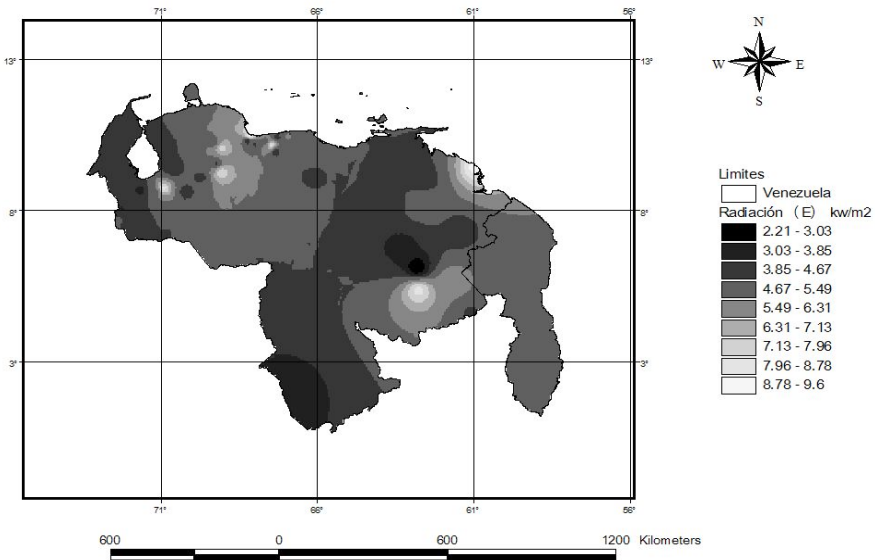 71° 66° 61° 56°
13° 13°
8° 8°
3° 3°
71° 66° 61° 56°
N
W E
S
Limites
Venezuela
Radiación (E) kw/m2
2.21 - 3.03
3.03 - 3.85
3.85 - 4.67
4.67 - 5.49
5.49 - 6.31
6.31 - 7.13
7.13 - 7.96
7.96 - 8.78
8.78 - 9.6
600 0 600 1200 Kilometers